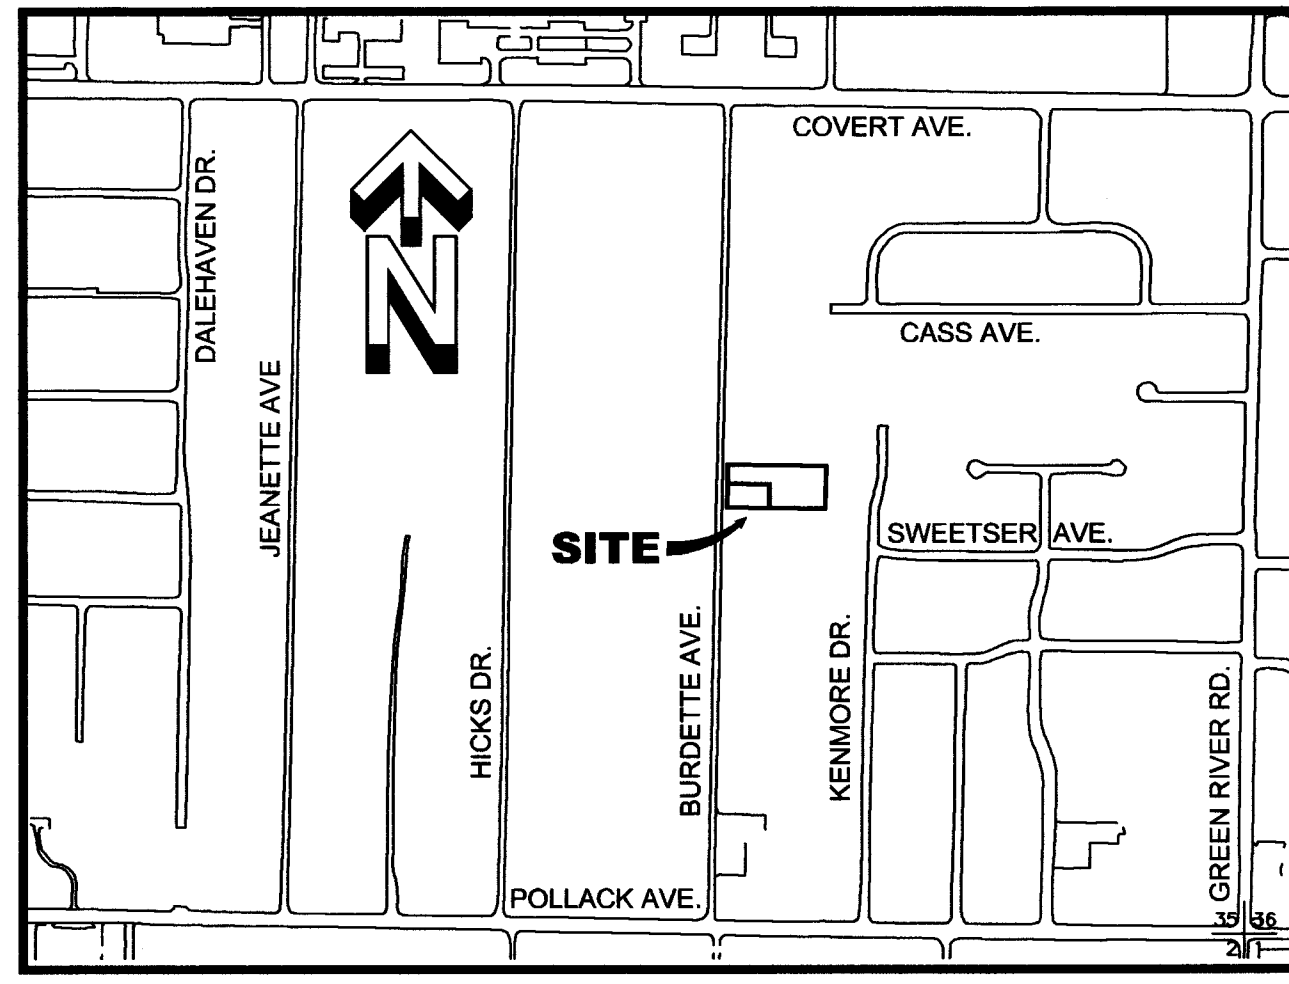 COVERT AVE.
DALEHAVEN DR.
N
CASS AVE.
JEANETTE AVE
SWEETSER AVE.
SITE
BURDETTE AVE.
KENMORE DR.
HICKS DR.
GREEN RIVER RD.
POLLACK AVE.
35 36
2 1